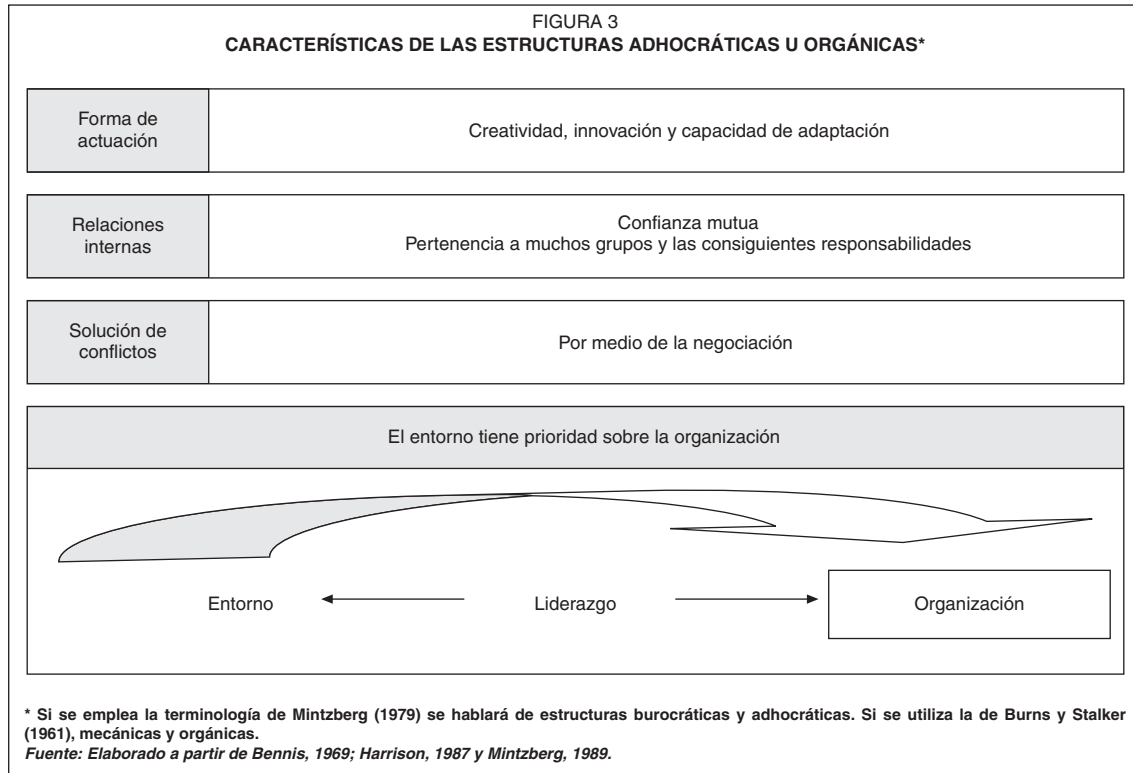 FIGURA 3
CARACTERÍSTICAS DE LAS ESTRUCTURAS ADHOCRÁTICAS U ORGÁNICAS*
Forma de
actuación
Creatividad, innovación y capacidad de adaptación
Relaciones
internas
Confianza mutua
Pertenencia a muchos grupos y las consiguientes responsabilidades
Solución de
conflictos
Por medio de la negociación
El entorno tiene prioridad sobre la organización
Entorno
Liderazgo
Organización
* Si se emplea la terminología de Mintzberg (1979) se hablará de estructuras burocráticas y adhocráticas. Si se utiliza la de Burns y Stalker
(1961), mecánicas y orgánicas.
Fuente: Elaborado a partir de Bennis, 1969; Harrison, 1987 y Mintzberg, 1989.